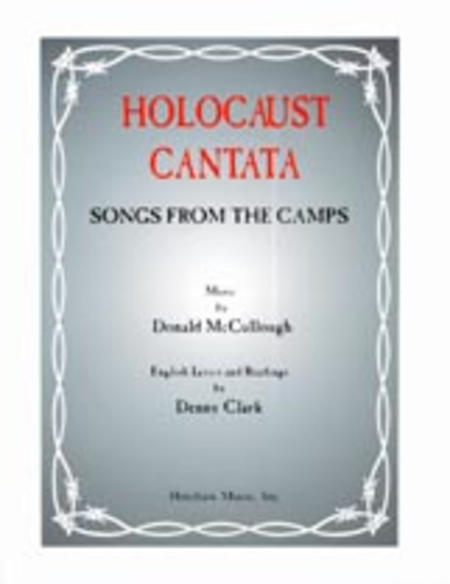 HOLOCAUST
CANTATA
SONGS FROM THE CAMPS
Music
by
Donald McCullough
English Lyrics and Readings
by
Denny Clark
Hinshaw Music, Inc.